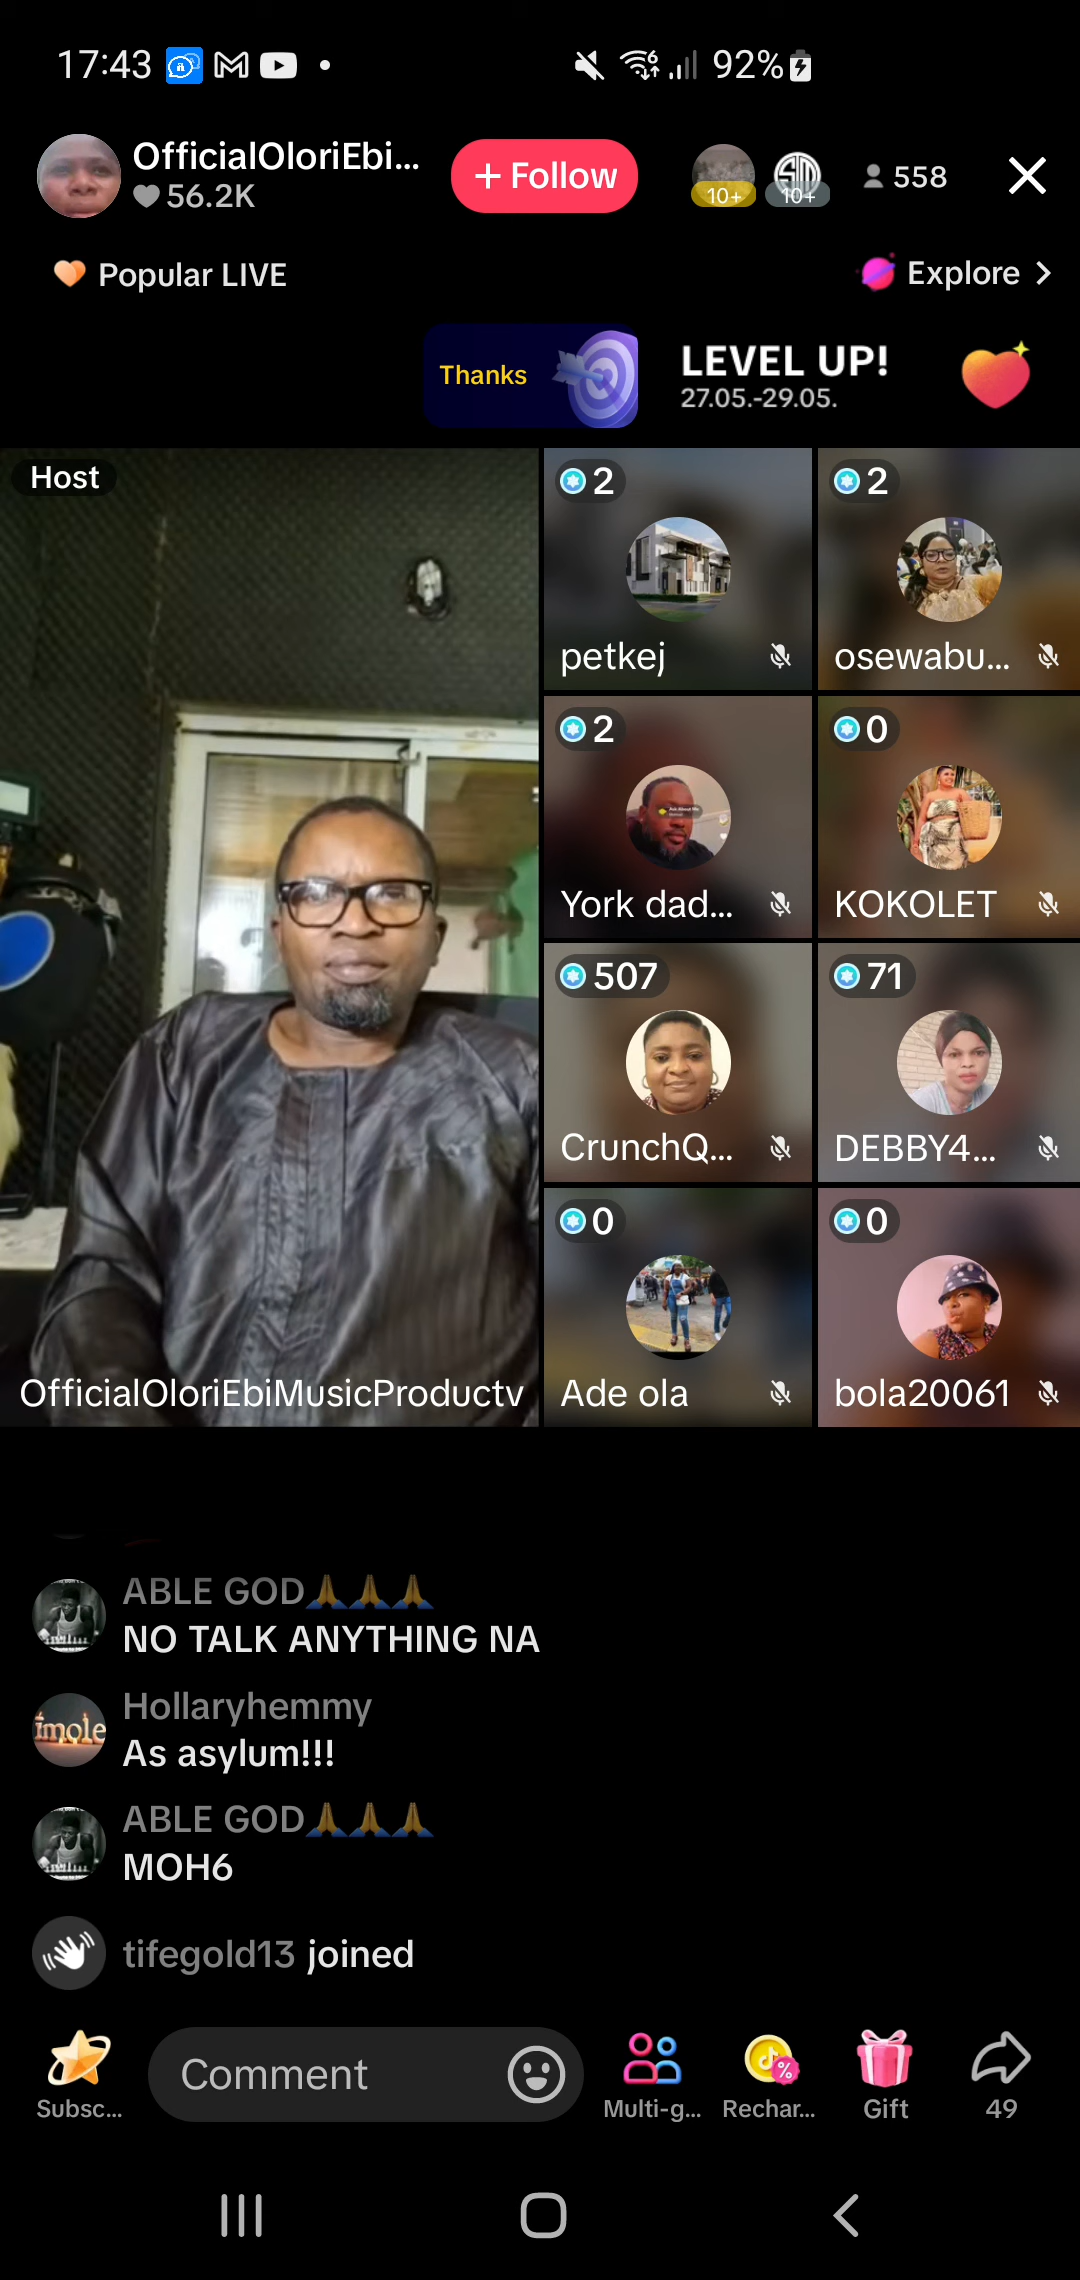 17:43
92%
OfficialOloriEbi...
56.2K
+ Follow
10+
10+
558
Popular LIVE
Explore
Thanks
LEVEL UP!
27.05.-29.05.
Host
2
petkej
2
osewabu...
2
York dad...
0
KOKOLET
507
CrunchQ...
71
DEBBY4...
0
Ade ola
0
bola20061
OfficialOloriEbiMusicProductv
ABLE GOD🙏🙏🙏
NO TALK ANYTHING NA
imole
Hollaryhemmy
As asylum!!!
ABLE GOD🙏🙏🙏
MOH6
tifegold13 joined
Comment
Subsc...
Multi-g...
Rechar...
Gift
49